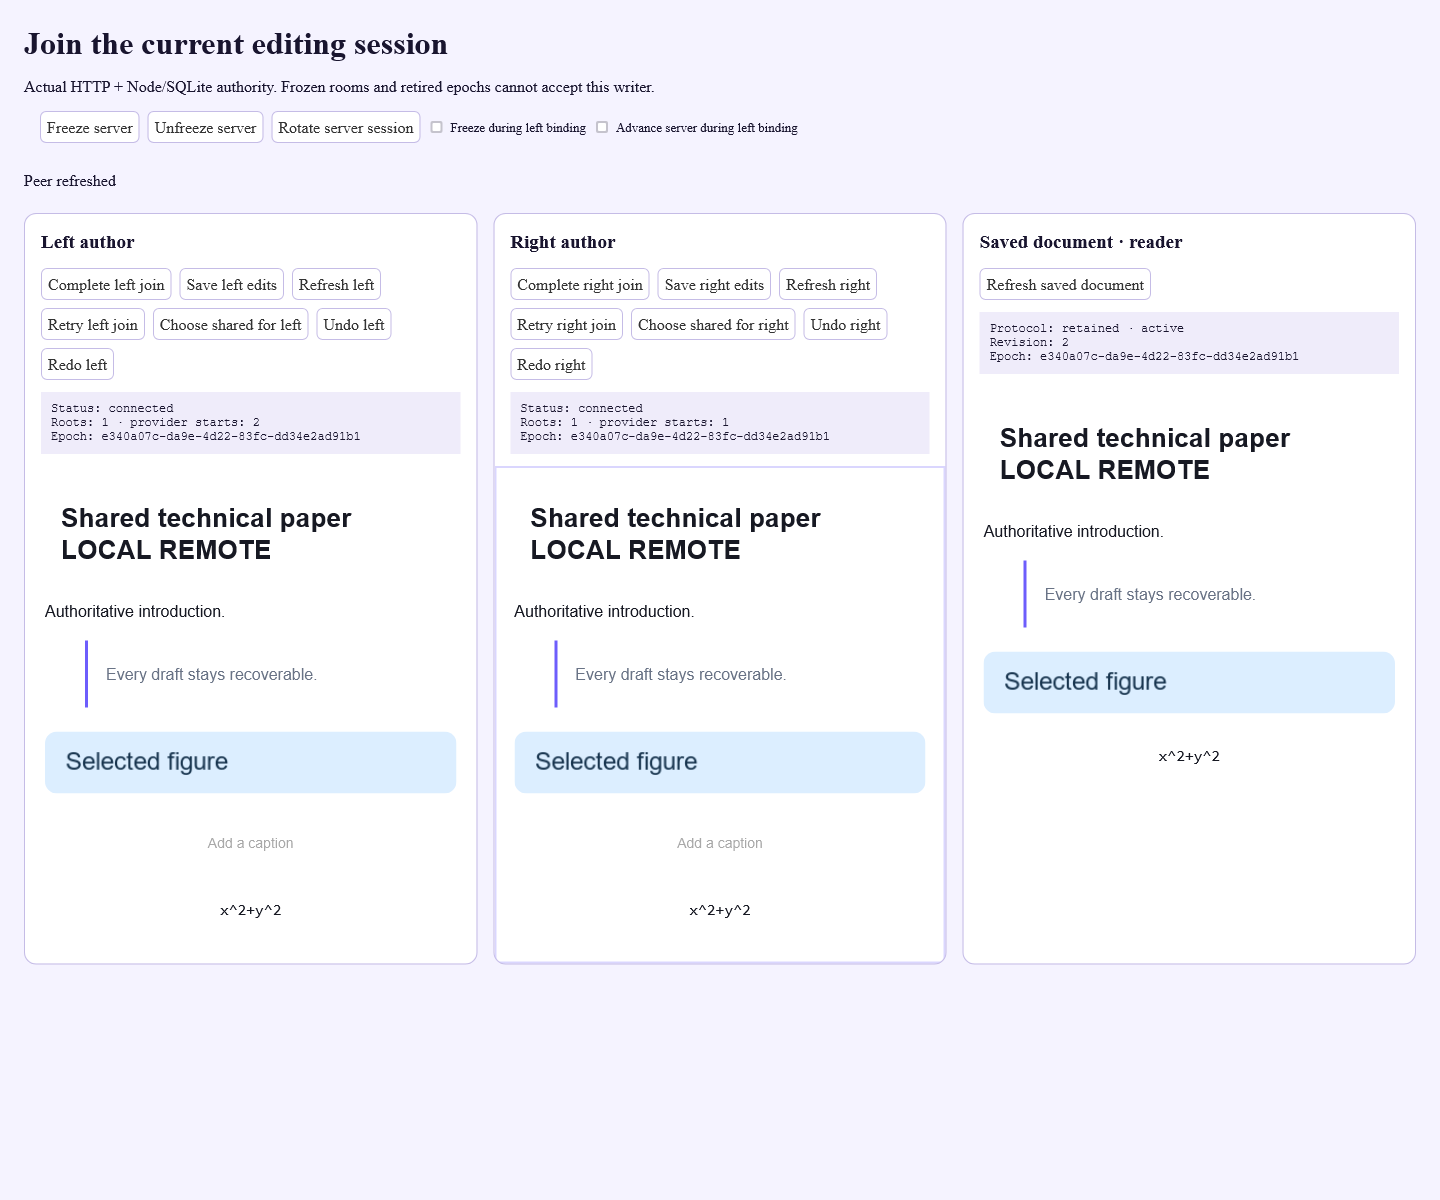 Join the current editing session
Actual HTTP + Node/SQLite authority. Frozen rooms and retired epochs cannot accept this writer.
Freeze server Unfreeze server Rotate server session Freeze during left binding Advance server during left binding
Peer refreshed
Left author
Complete left join Save left edits Refresh left
Retry left join Choose shared for left Undo left
Redo left
Status: connected
Roots: 1 · provider starts: 2
Epoch: e340a07c-da9e-4d22-83fc-dd34e2ad91b1
Shared technical paper
LOCAL REMOTE
Authoritative introduction.
Every draft stays recoverable.
Selected figure
Add a caption
x^2+y^2
Right author
Complete right join Save right edits Refresh right
Retry right join Choose shared for right Undo right
Redo right
Status: connected
Roots: 1 · provider starts: 1
Epoch: e340a07c-da9e-4d22-83fc-dd34e2ad91b1
Shared technical paper
LOCAL REMOTE
Authoritative introduction.
Every draft stays recoverable.
Selected figure
Add a caption
x^2+y^2
Saved document · reader
Refresh saved document
Protocol: retained · active
Revision: 2
Epoch: e340a07c-da9e-4d22-83fc-dd34e2ad91b1
Shared technical paper
LOCAL REMOTE
Authoritative introduction.
Every draft stays recoverable.
Selected figure
x^2+y^2